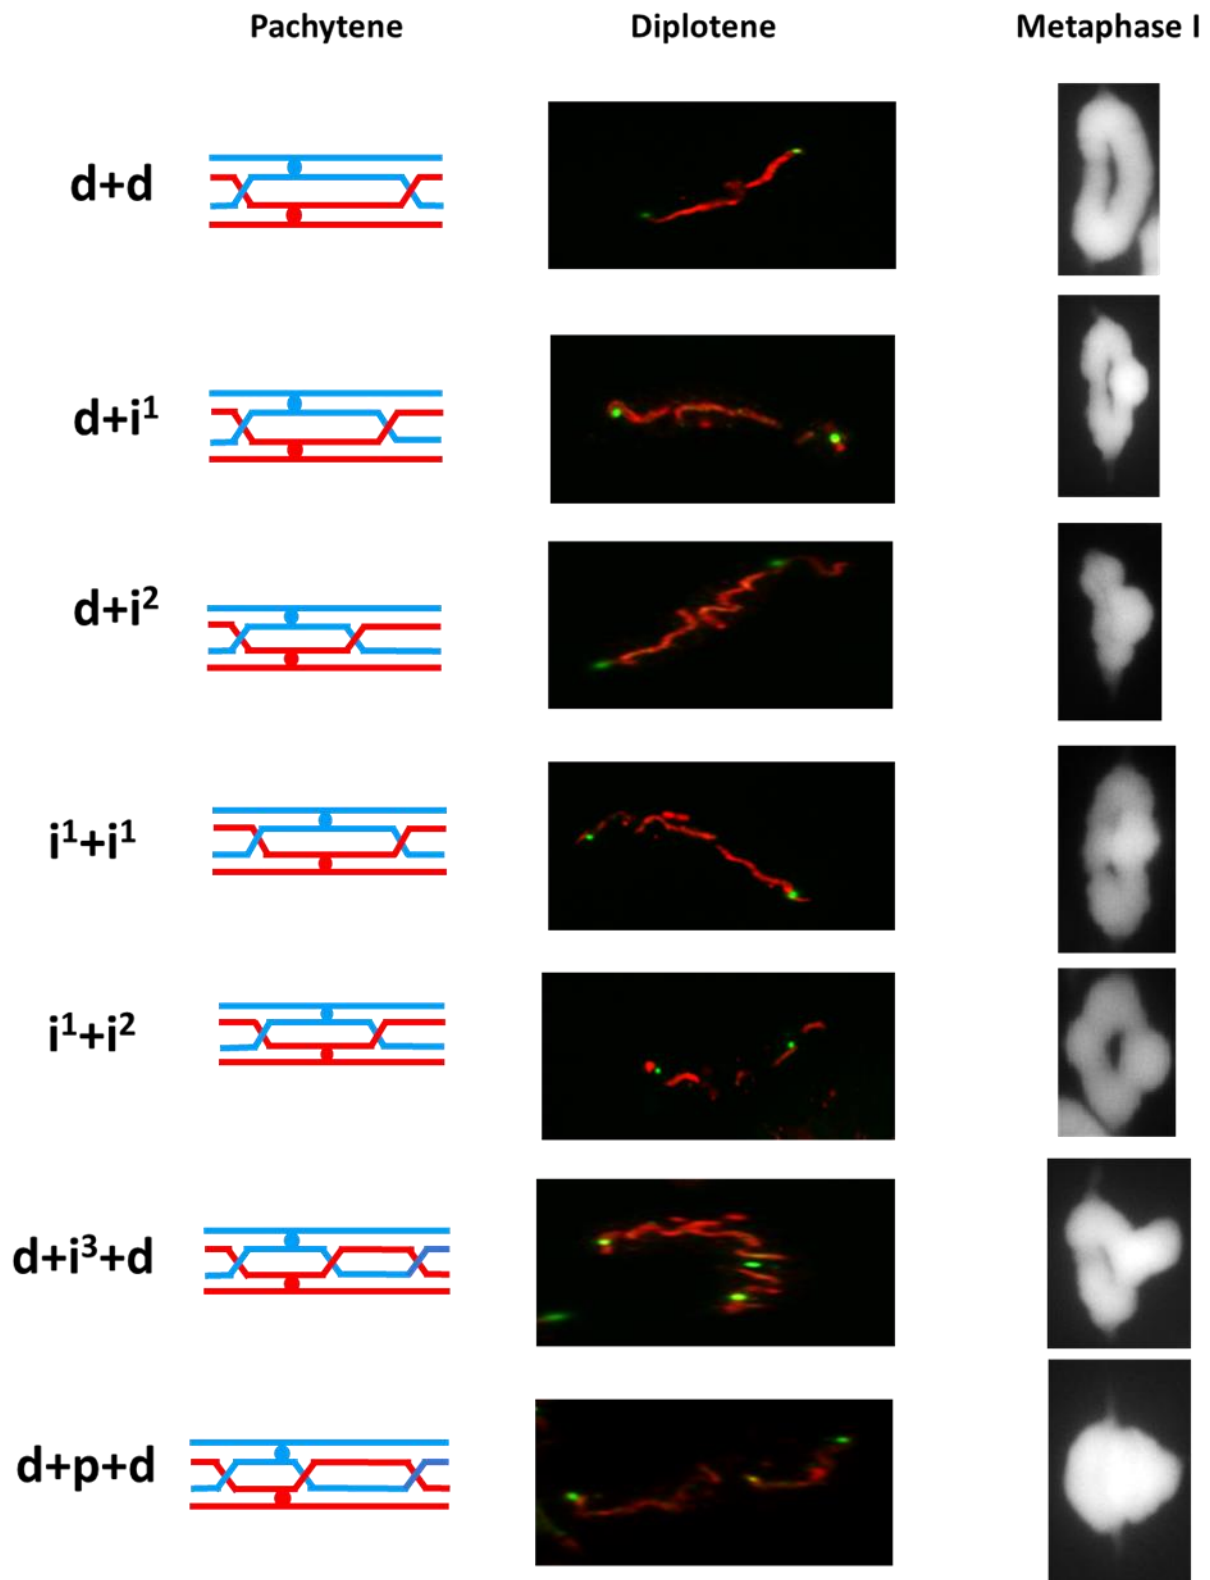 Pachytene Diplotene Metaphase I
d+d
d+i¹
d+i²
i¹+i¹
i¹+i²
d+i³+d
d+p+d